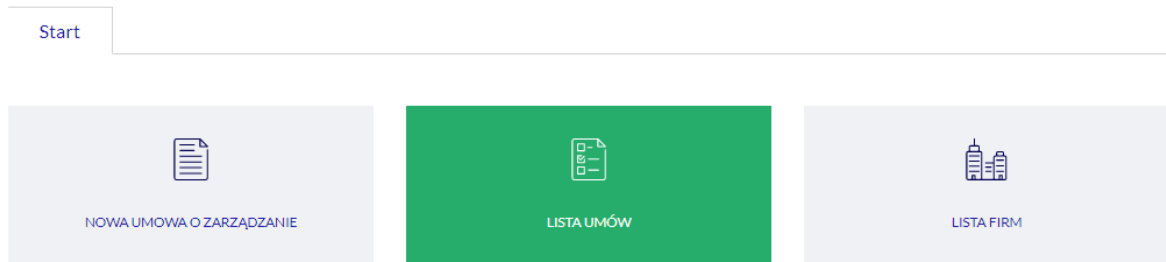 Start
NOWA UMOWA O ZARZĄDZANIE
LISTA UMÓW
LISTA FIRM